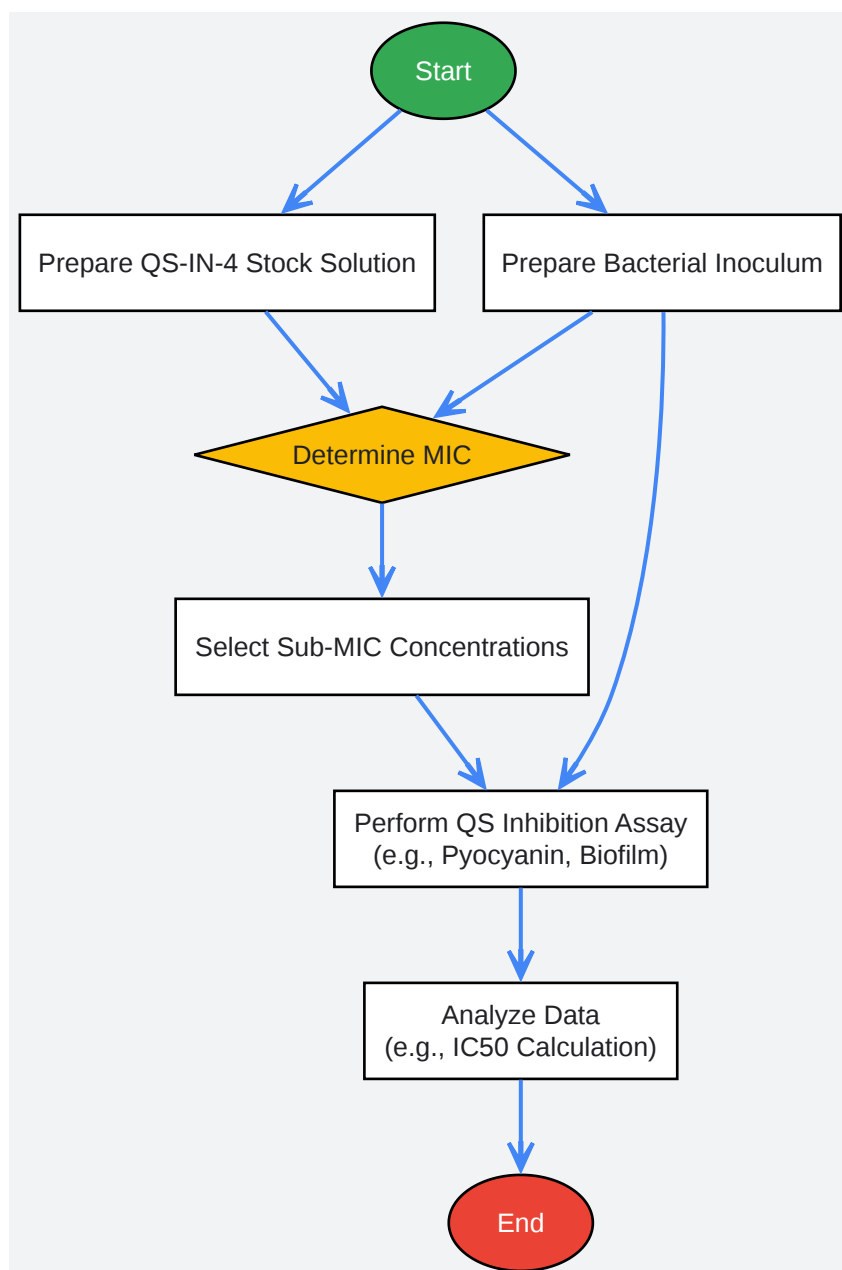 Start
Prepare QS-IN-4 Stock Solution
Prepare Bacterial Inoculum
Determine MIC
Select Sub-MIC Concentrations
Perform QS Inhibition Assay
(e.g., Pyocyanin, Biofilm)
Analyze Data
(e.g., IC50 Calculation)
End